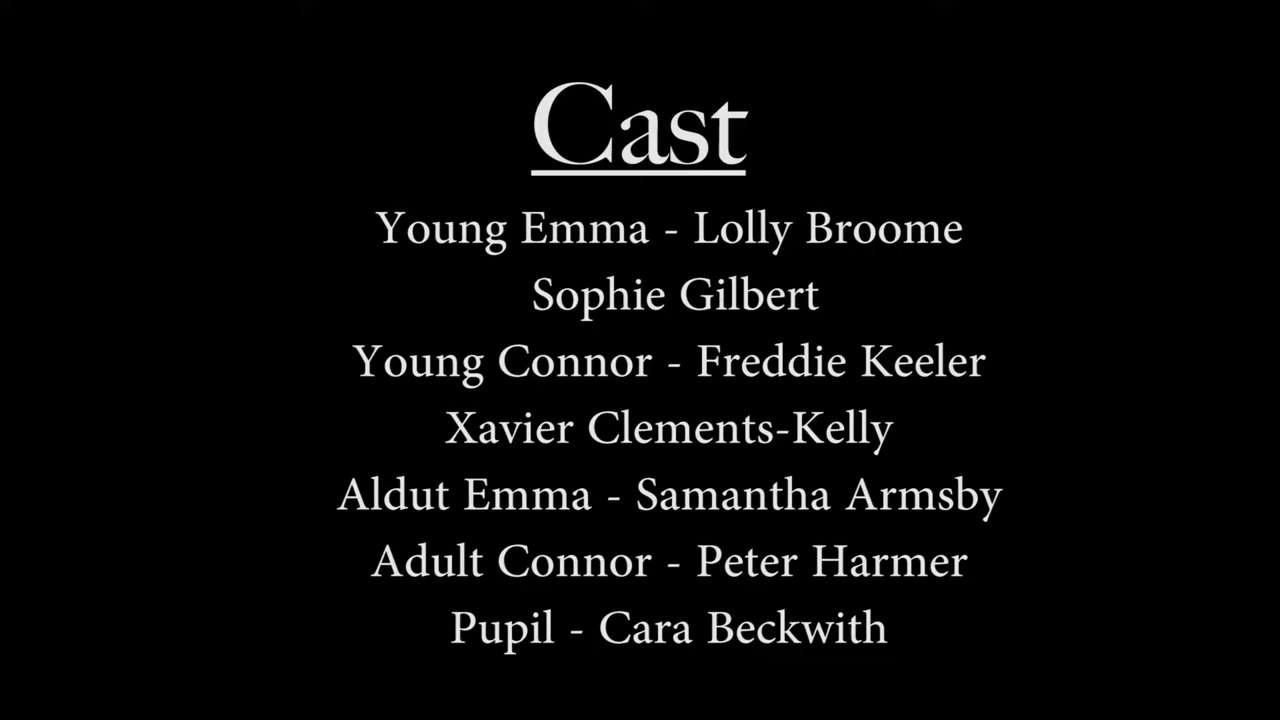 Cast
Young Emma - Lolly Broome
Sophie Gilbert
Young Connor - Freddie Keeler
Xavier Clements-Kelly
Aldut Emma - Samantha Armsby
Adult Connor - Peter Harmer
Pupil - Cara Beckwith